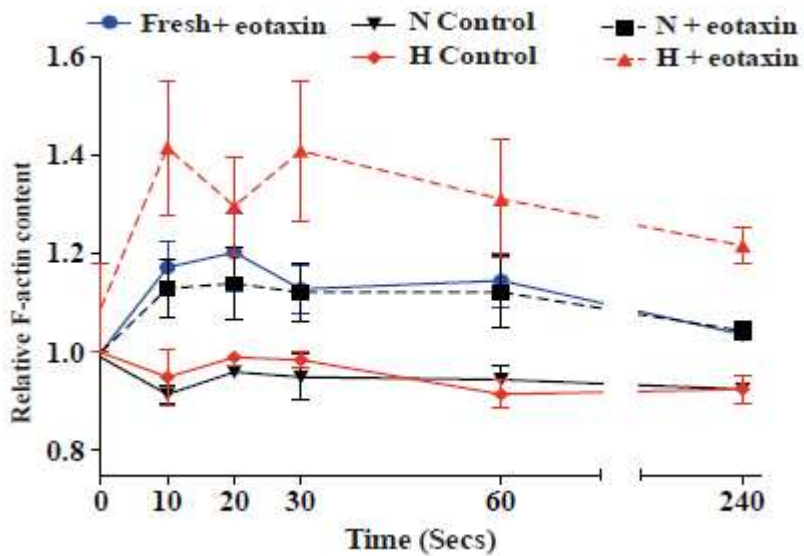 Fresh+ eotaxin N Control N + eotaxin
H Control H + eotaxin
1.6
1.4
1.2
1.0
0.8
Relative F-actin content
0 10 20 30 60 240
Time (Secs)